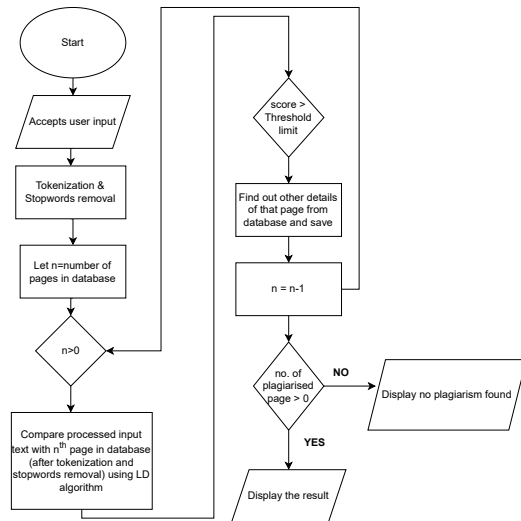 Start
Accepts user input
Tokenization &
Stopwords removal
Let n=number of
pages in database
n>0
Compare processed input
text with nth page in database
(after tokenization and
stopwords removal) using LD
algorithm
score >
Threshold
limit
Find out other details
of that page from
database and save
n = n-1
no. of
plagiarised
page > 0
NO
Display no plagiarism found
YES
Display the result